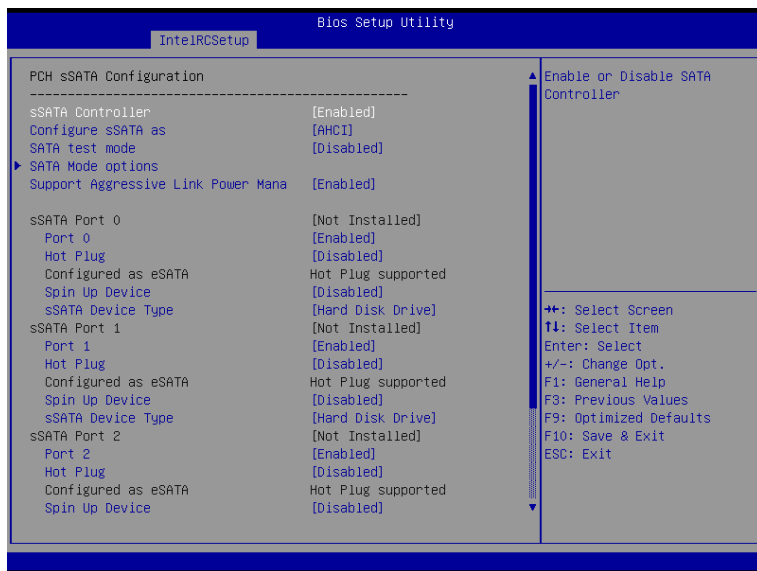 Bios Setup Utility
IntelRCSetup
PCH sSATA Configuration
------------------------------------------------
sSATA Controller [Enabled]
Configure sSATA as [AHCI]
SATA test mode [Disabled]
SATA Mode options
Support Aggressive Link Power Mana [Enabled]
sSATA Port 0 [Not Installed]
Port 0 [Enabled]
Hot Plug [Disabled]
Configured as eSATA Hot Plug supported
Spin Up Device [Disabled]
sSATA Device Type [Hard Disk Drive]
sSATA Port 1 [Not Installed]
Port 1 [Enabled]
Hot Plug [Disabled]
Configured as eSATA Hot Plug supported
Spin Up Device [Disabled]
sSATA Device Type [Hard Disk Drive]
sSATA Port 2 [Not Installed]
Port 2 [Enabled]
Hot Plug [Disabled]
Configured as eSATA Hot Plug supported
Spin Up Device [Disabled]
Enable or Disable SATA
Controller
→←: Select Screen
↑↓: Select Item
Enter: Select
+/-: Change Opt.
F1: General Help
F3: Previous Values
F9: Optimized Defaults
F10: Save & Exit
ESC: Exit